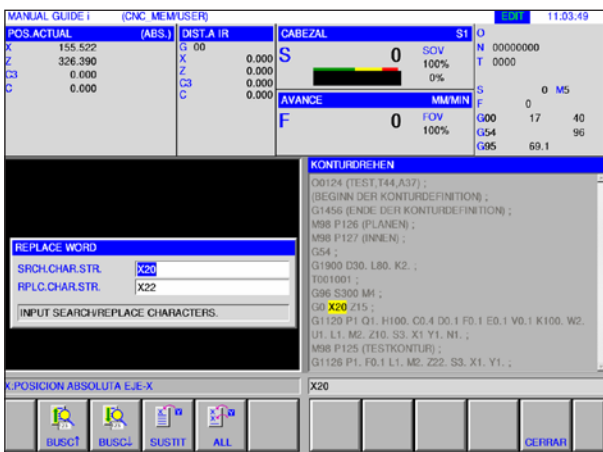 MANUAL GUIDE i (CNC_MEM/USER) EDIT 11:03:49
POS.ACTUAL (ABS.) DIST.A IR CABEZAL S1 O
X 155.522 G 00 S 0 SOV N 00000000
Z 326.390 X 0.000 100% T 0000
C3 0.000 Z 0.000 0%
C 0.000 C3 0.000 S 0 M5
C 0.000 AVANCE MM/MIN F 0
F 0 FOV G00 17 40
100% G54 96
G95 69.1
KONTURDREHEN
O0124 (TEST,T44,A37) ;
(BEGINN DER KONTURDEFINITION) ;
G1456 (ENDE DER KONTURDEFINITION) ;
M98 P126 (PLANEN) ;
M98 P127 (INNEN) ;
G54 ;
G1900 D30. L80. K2. ;
T001001 ;
G96 S300 M4 ;
G0 X20 Z15 ;
G1120 P1 Q1. H100. C0.4 D0.1 F0.1 E0.1 V0.1 K100. W2.
U1. L1. M2. Z10. S3. X1 Y1. N1. ;
M98 P125 (TESTKONTUR) ;
G1126 P1. F0.1 L1. M2. Z22. S3. X1. Y1. ;
REPLACE WORD
SRCH.CHAR.STR. X20
RPLC.CHAR.STR. X22
INPUT SEARCH/REPLACE CHARACTERS.
X:POSICION ABSOLUTA EJE-X X20
BUSC↑ BUSC↓ SUSTIT ALL CERRAR